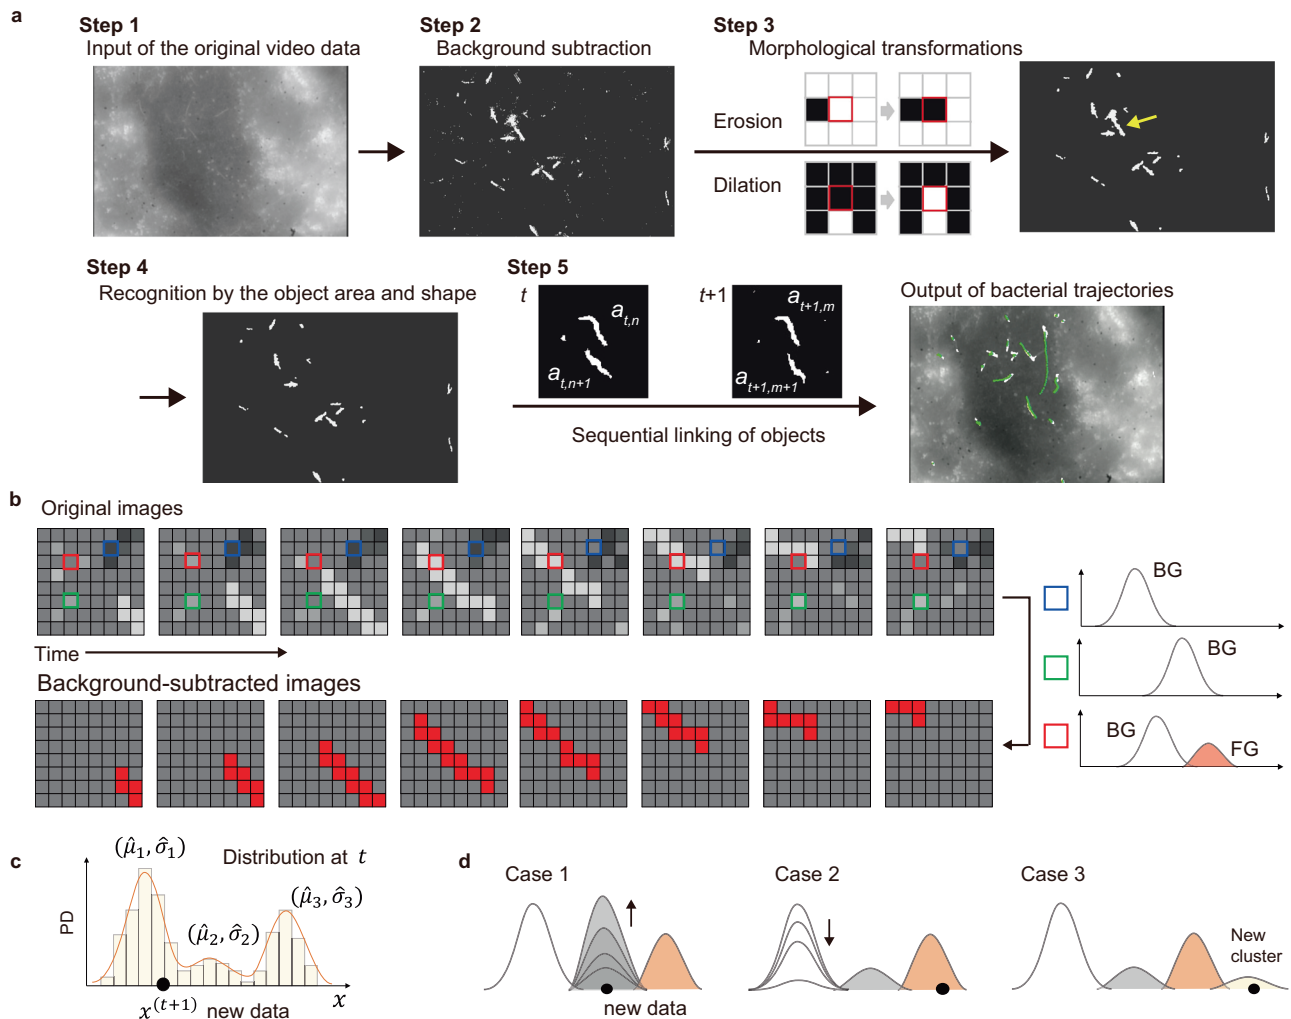 a
Step 1
Input of the original video data
Step 2
Background subtraction
Step 3
Morphological transformations
Erosion
Dilation
Step 4
Recognition by the object area and shape
Step 5
t
a_{t,n}
a_{t,n+1}
t+1
a_{t+1,m}
a_{t+1,m+1}
Sequential linking of objects
Output of bacterial trajectories
b
Original images
Time
Background-subtracted images
BG
BG
BG
FG
c
Distribution at t
(μ̂₁, σ̂₁)
(μ̂₂, σ̂₂)
(μ̂₃, σ̂₃)
PD
x^{(t+1)} new data
x
d
Case 1
new data
Case 2
Case 3
New
cluster